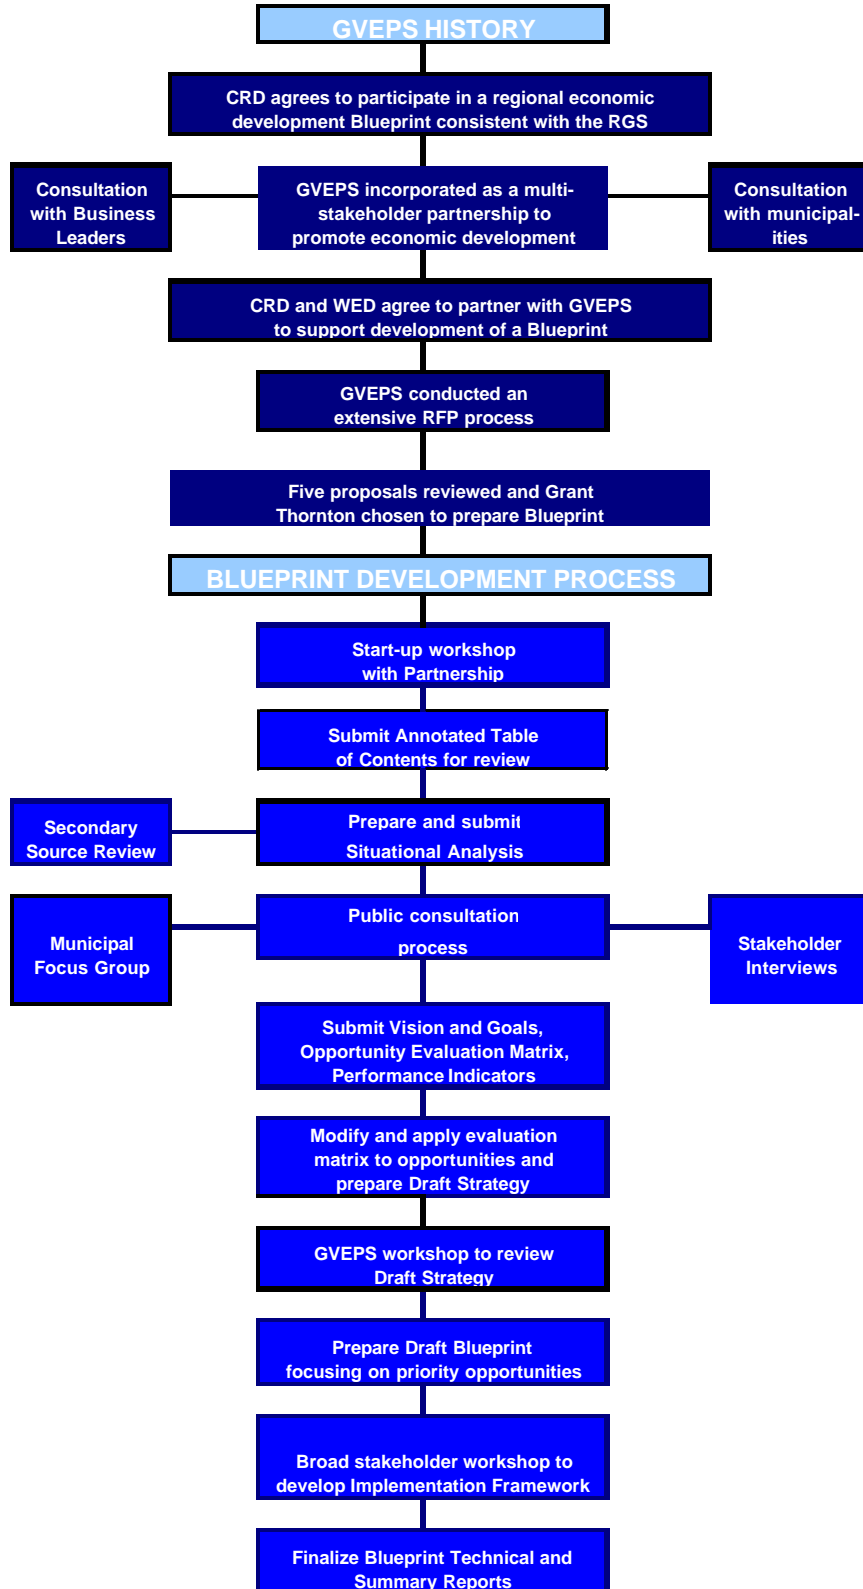 GVEPS HISTORY
CRD agrees to participate in a regional economic
development Blueprint consistent with the RGS
Consultation
with Business
Leaders
GVEPS incorporated as a multi-
stakeholder partnership to
promote economic development
Consultation
with municipal-
ities
CRD and WED agree to partner with GVEPS
to support development of a Blueprint
GVEPS conducted an
extensive RFP process
Five proposals reviewed and Grant
Thornton chosen to prepare Blueprint
BLUEPRINT DEVELOPMENT PROCESS
Start-up workshop
with Partnership
Submit Annotated Table
of Contents for review
Secondary
Source Review
Prepare and submit
Situational Analysis
Municipal
Focus Group
Public consultation
process
Stakeholder
Interviews
Submit Vision and Goals,
Opportunity Evaluation Matrix,
Performance Indicators
Modify and apply evaluation
matrix to opportunities and
prepare Draft Strategy
GVEPS workshop to review
Draft Strategy
Prepare Draft Blueprint
focusing on priority opportunities
Broad stakeholder workshop to
develop Implementation Framework
Finalize Blueprint Technical and
Summary Reports